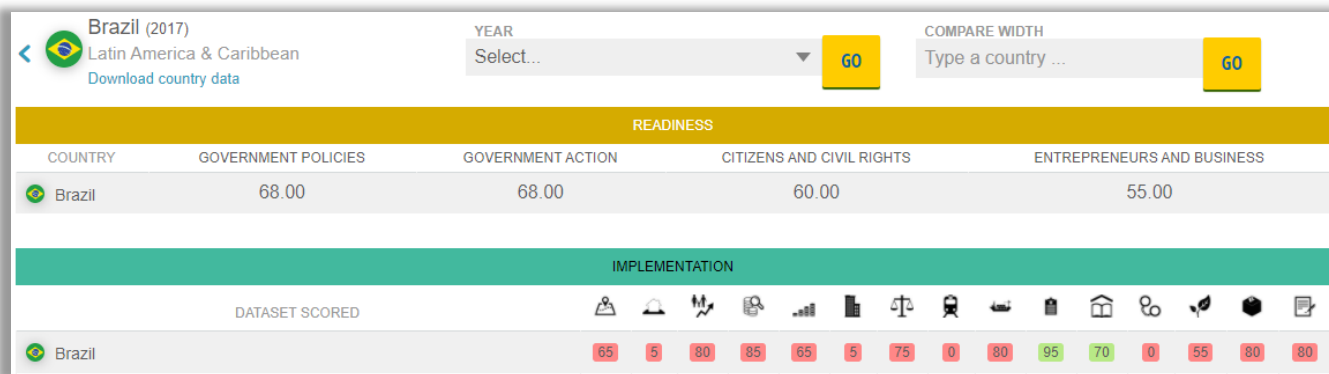 Brazil (2017)
Latin America & Caribbean
Download country data
YEAR
Select...
GO
COMPARE WIDTH
Type a country ...
GO
READINESS
COUNTRY GOVERNMENT POLICIES GOVERNMENT ACTION CITIZENS AND CIVIL RIGHTS ENTREPRENEURS AND BUSINESS
Brazil 68.00 68.00 60.00 55.00
IMPLEMENTATION
DATASET SCORED
Brazil 65 5 80 85 65 5 75 0 80 95 70 0 55 80 80